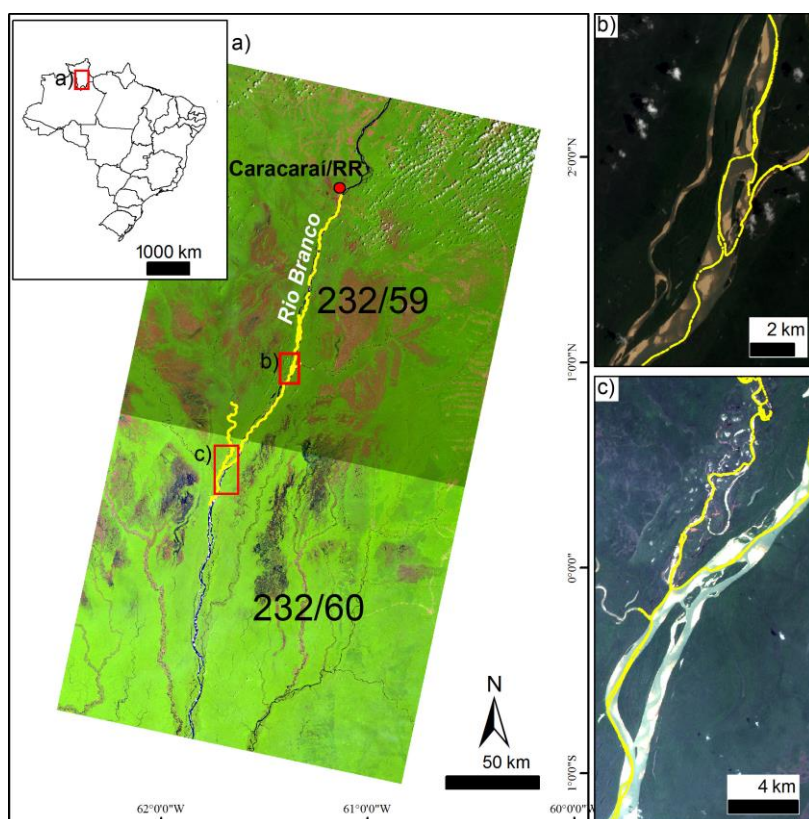 a)
a)
1000 km
Caracaraí/RR
Rio Branco
232/59
b)
c)
232/60
N
50 km
62°0'0"W
61°0'0"W
60°0'0"W
b)
2 km
2°0'0"N
1°0'0"N
c)
0°0'0"
4 km
1°0'0"S